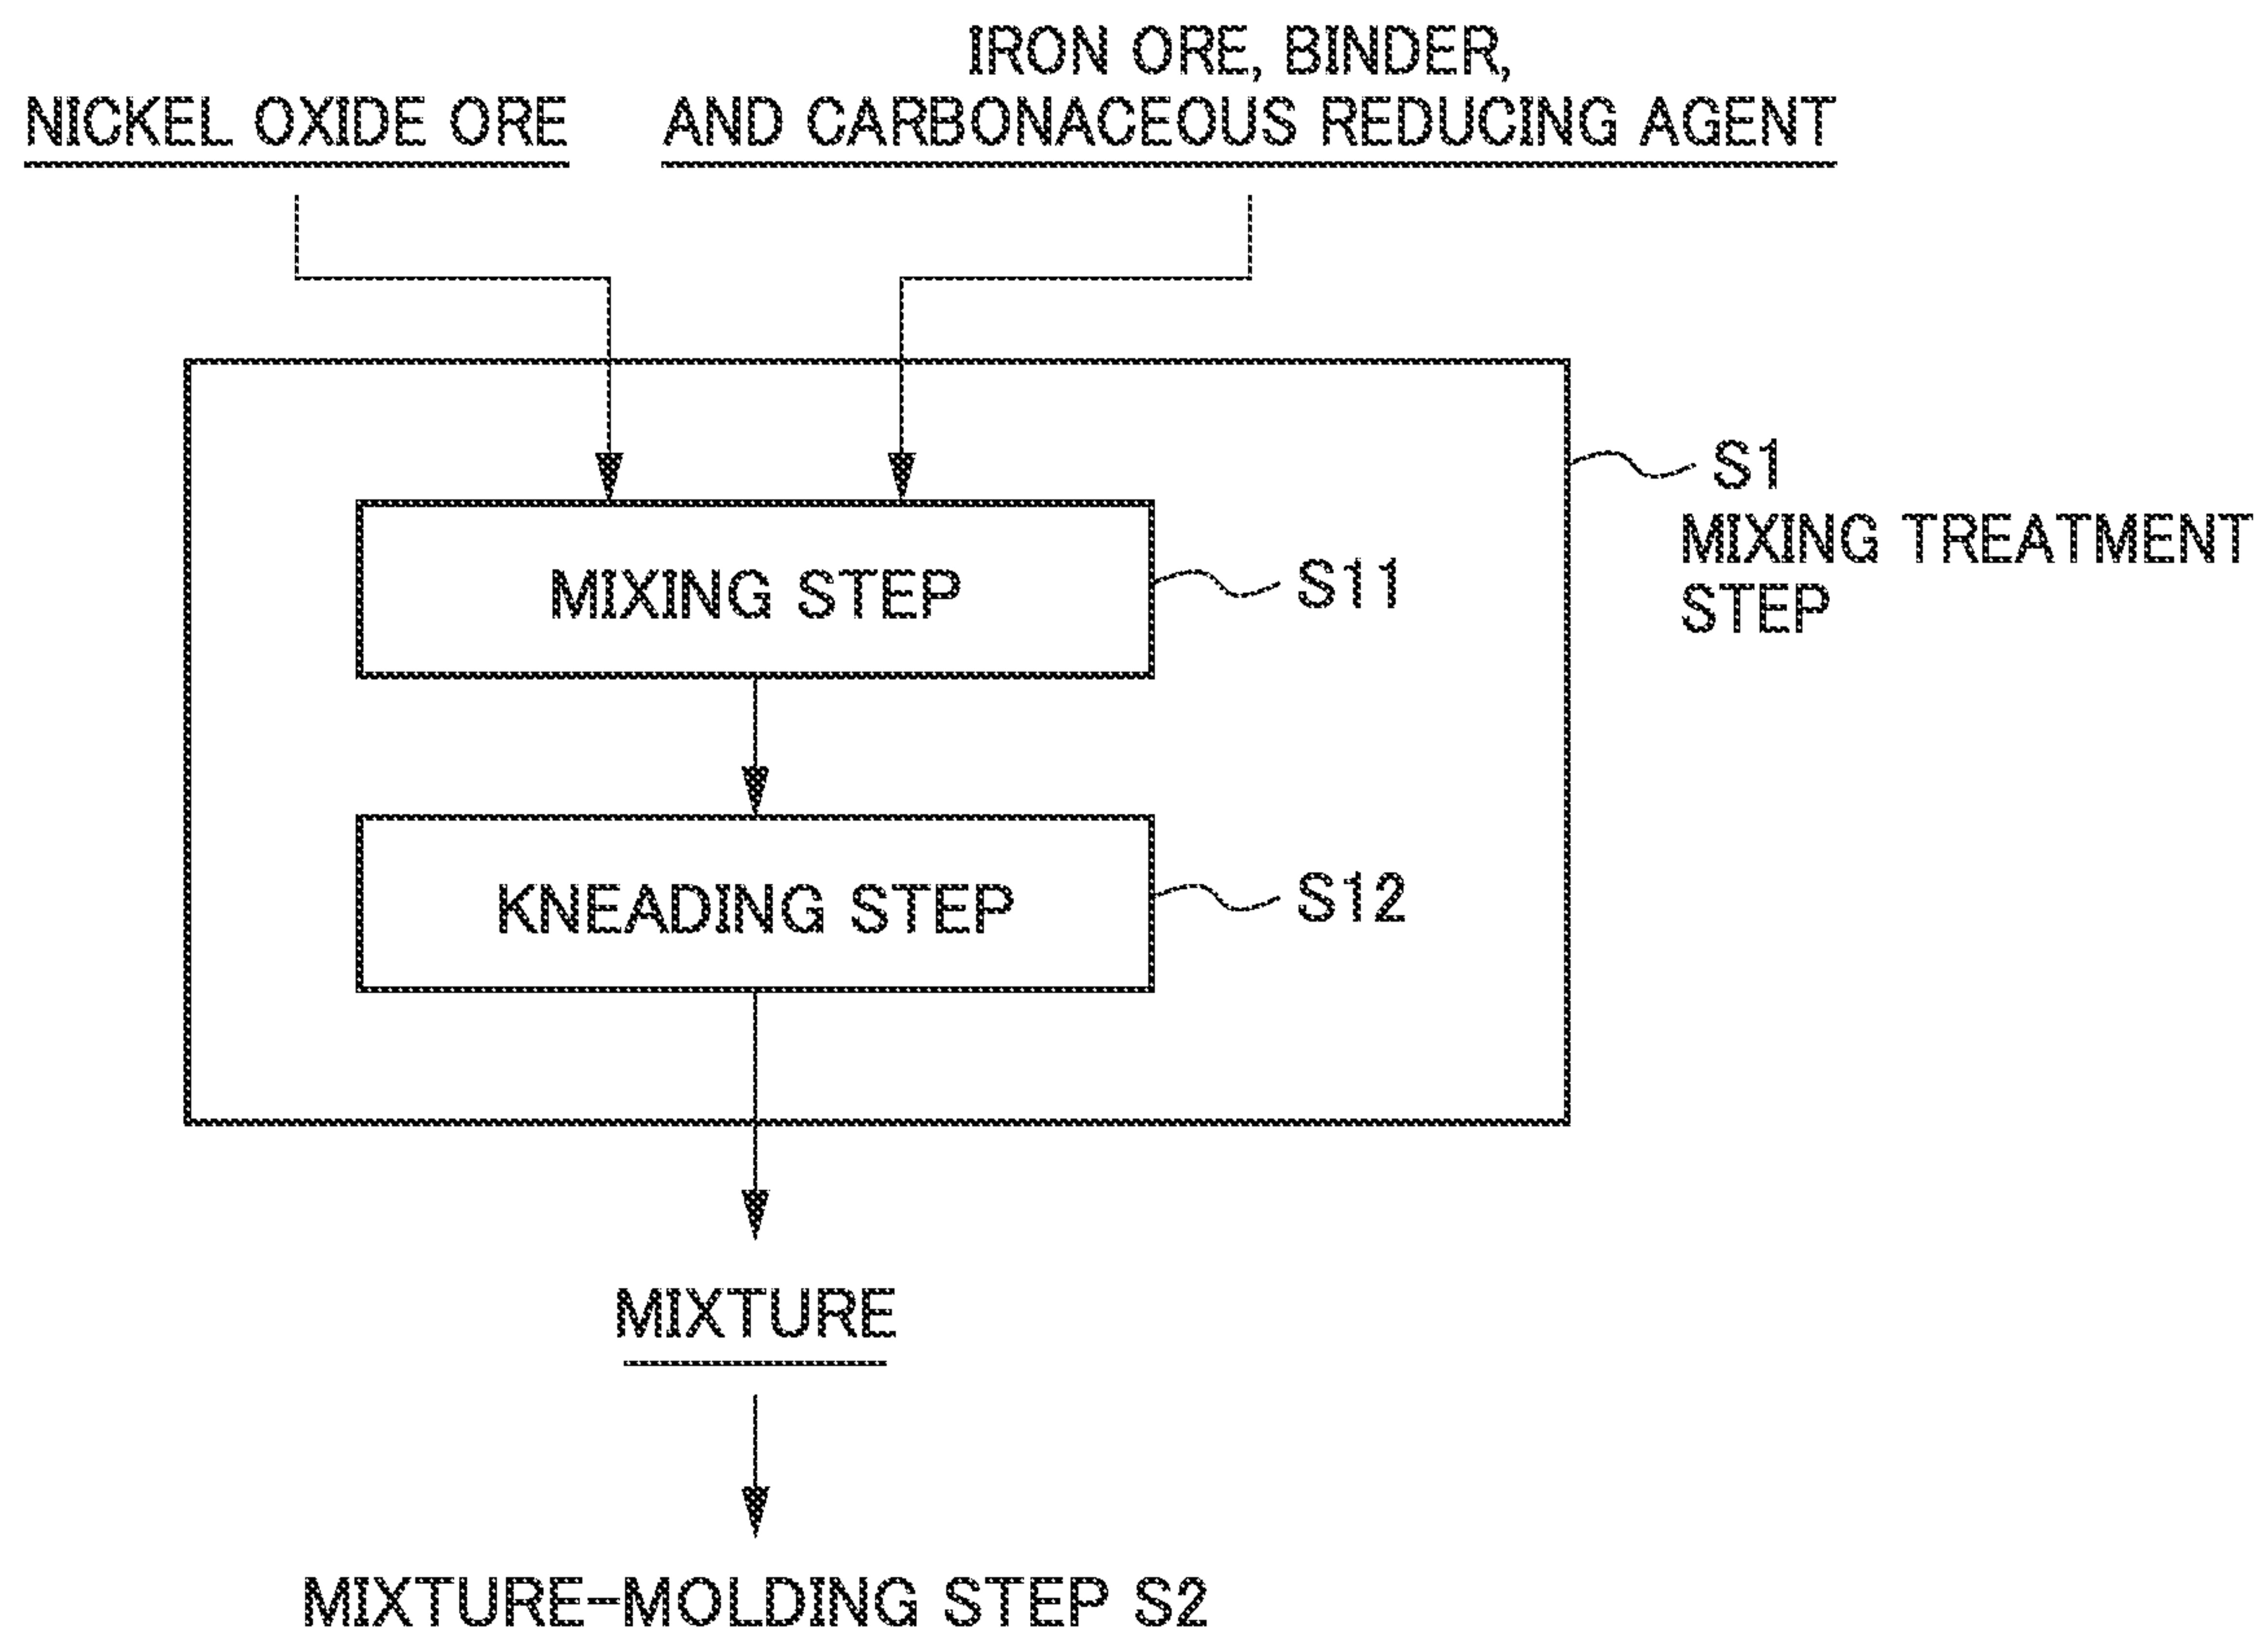 NICKEL OXIDE ORE
IRON ORE, BINDER,
AND CARBONACEOUS REDUCING AGENT
S1
MIXING TREATMENT
STEP
MIXING STEP
S11
KNEADING STEP
S12
MIXTURE
MIXTURE-MOLDING STEP S2